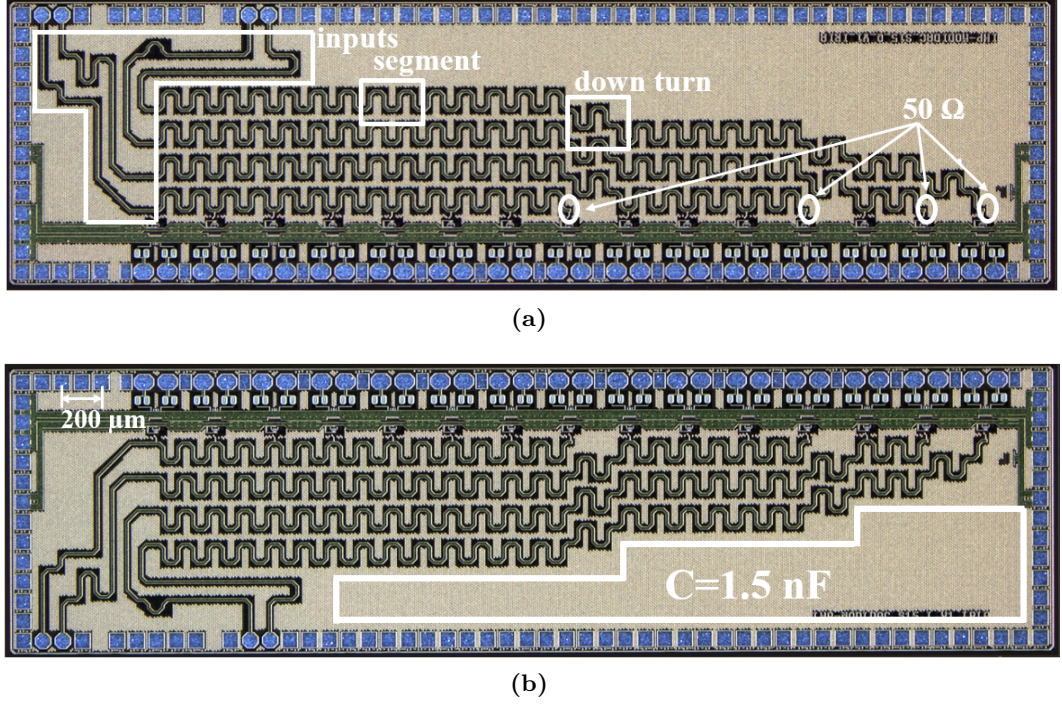 inputs
segment
down turn
50 Ω
(a)
200 μm
C=1.5 nF
(b)